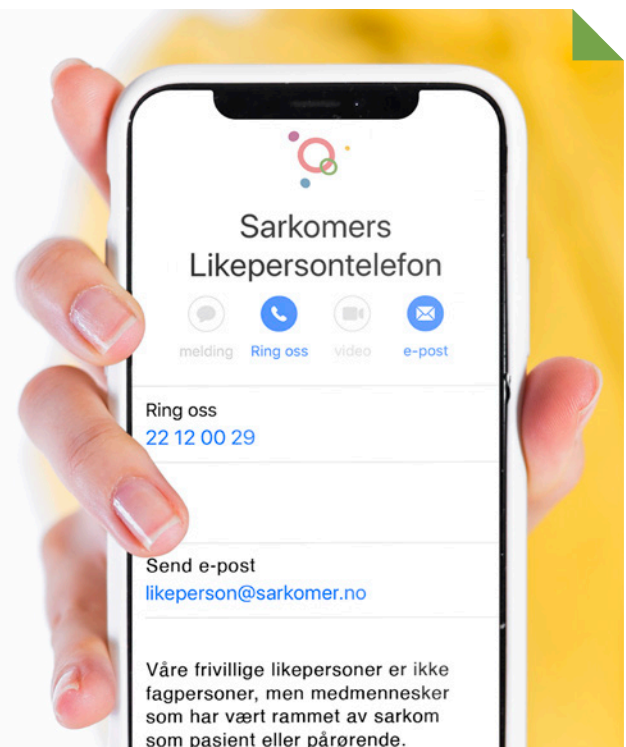 Sarkomers
Likepersontelefon
melding Ring oss video e-post
Ring oss
22 12 00 29
Send e-post
likeperson@sarkomer.no
Våre frivillige likepersoner er ikke
fagpersoner, men medmennesker
som har vært rammet av sarkom
som pasient eller pårørende.